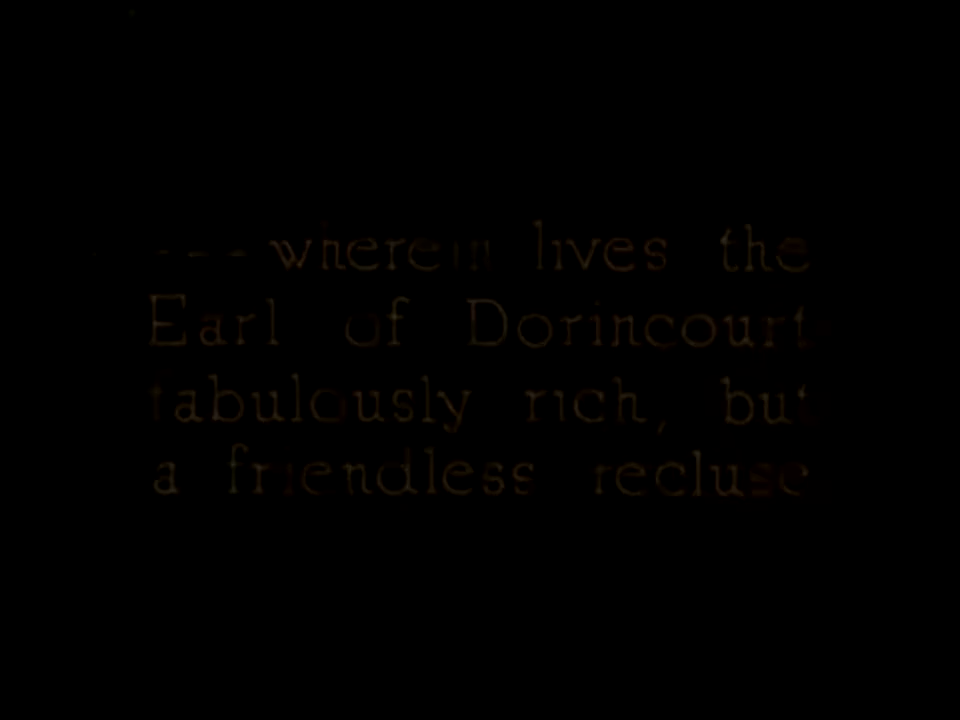 ---wherein lives the
Earl of Dorincourt
fabulously rich, but
a friendless recluse